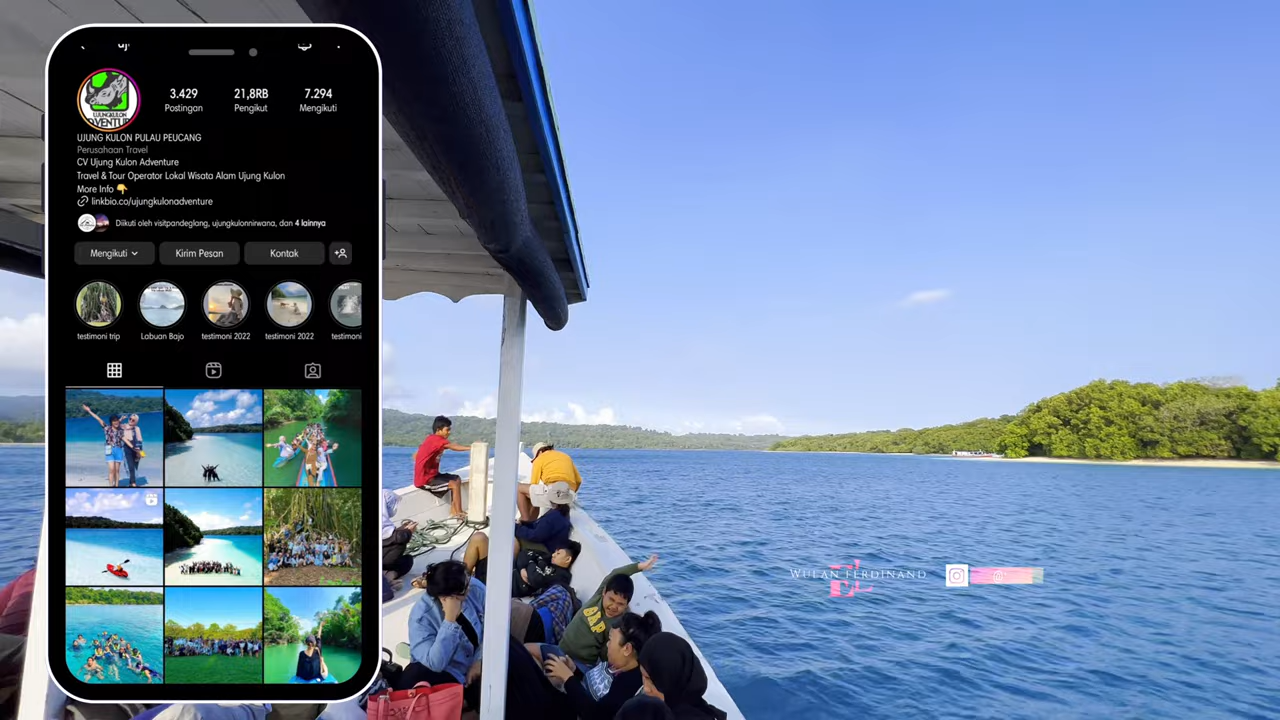 3.429
21,8RB
7.294
Postingan
Pengikut
Mengikuti
UJUNG KULON PULAU PEUCANG
Perusahaan Travel
CV Ujung Kulon Adventure
Travel & Tour Operator Lokal Wisata Alam Ujung Kulon
More Info 👇
linkbio.co/ujungkulonadventure
Diikuti oleh visitpandeglang, ujungkulonnirwana, dan 4 lainnya
Mengikuti
Kirim Pesan
Kontak
testimoni trip
Labuan Bajo
testimoni 2022
testimoni 2022
testimoni
GAP
WULAN FERDINAND